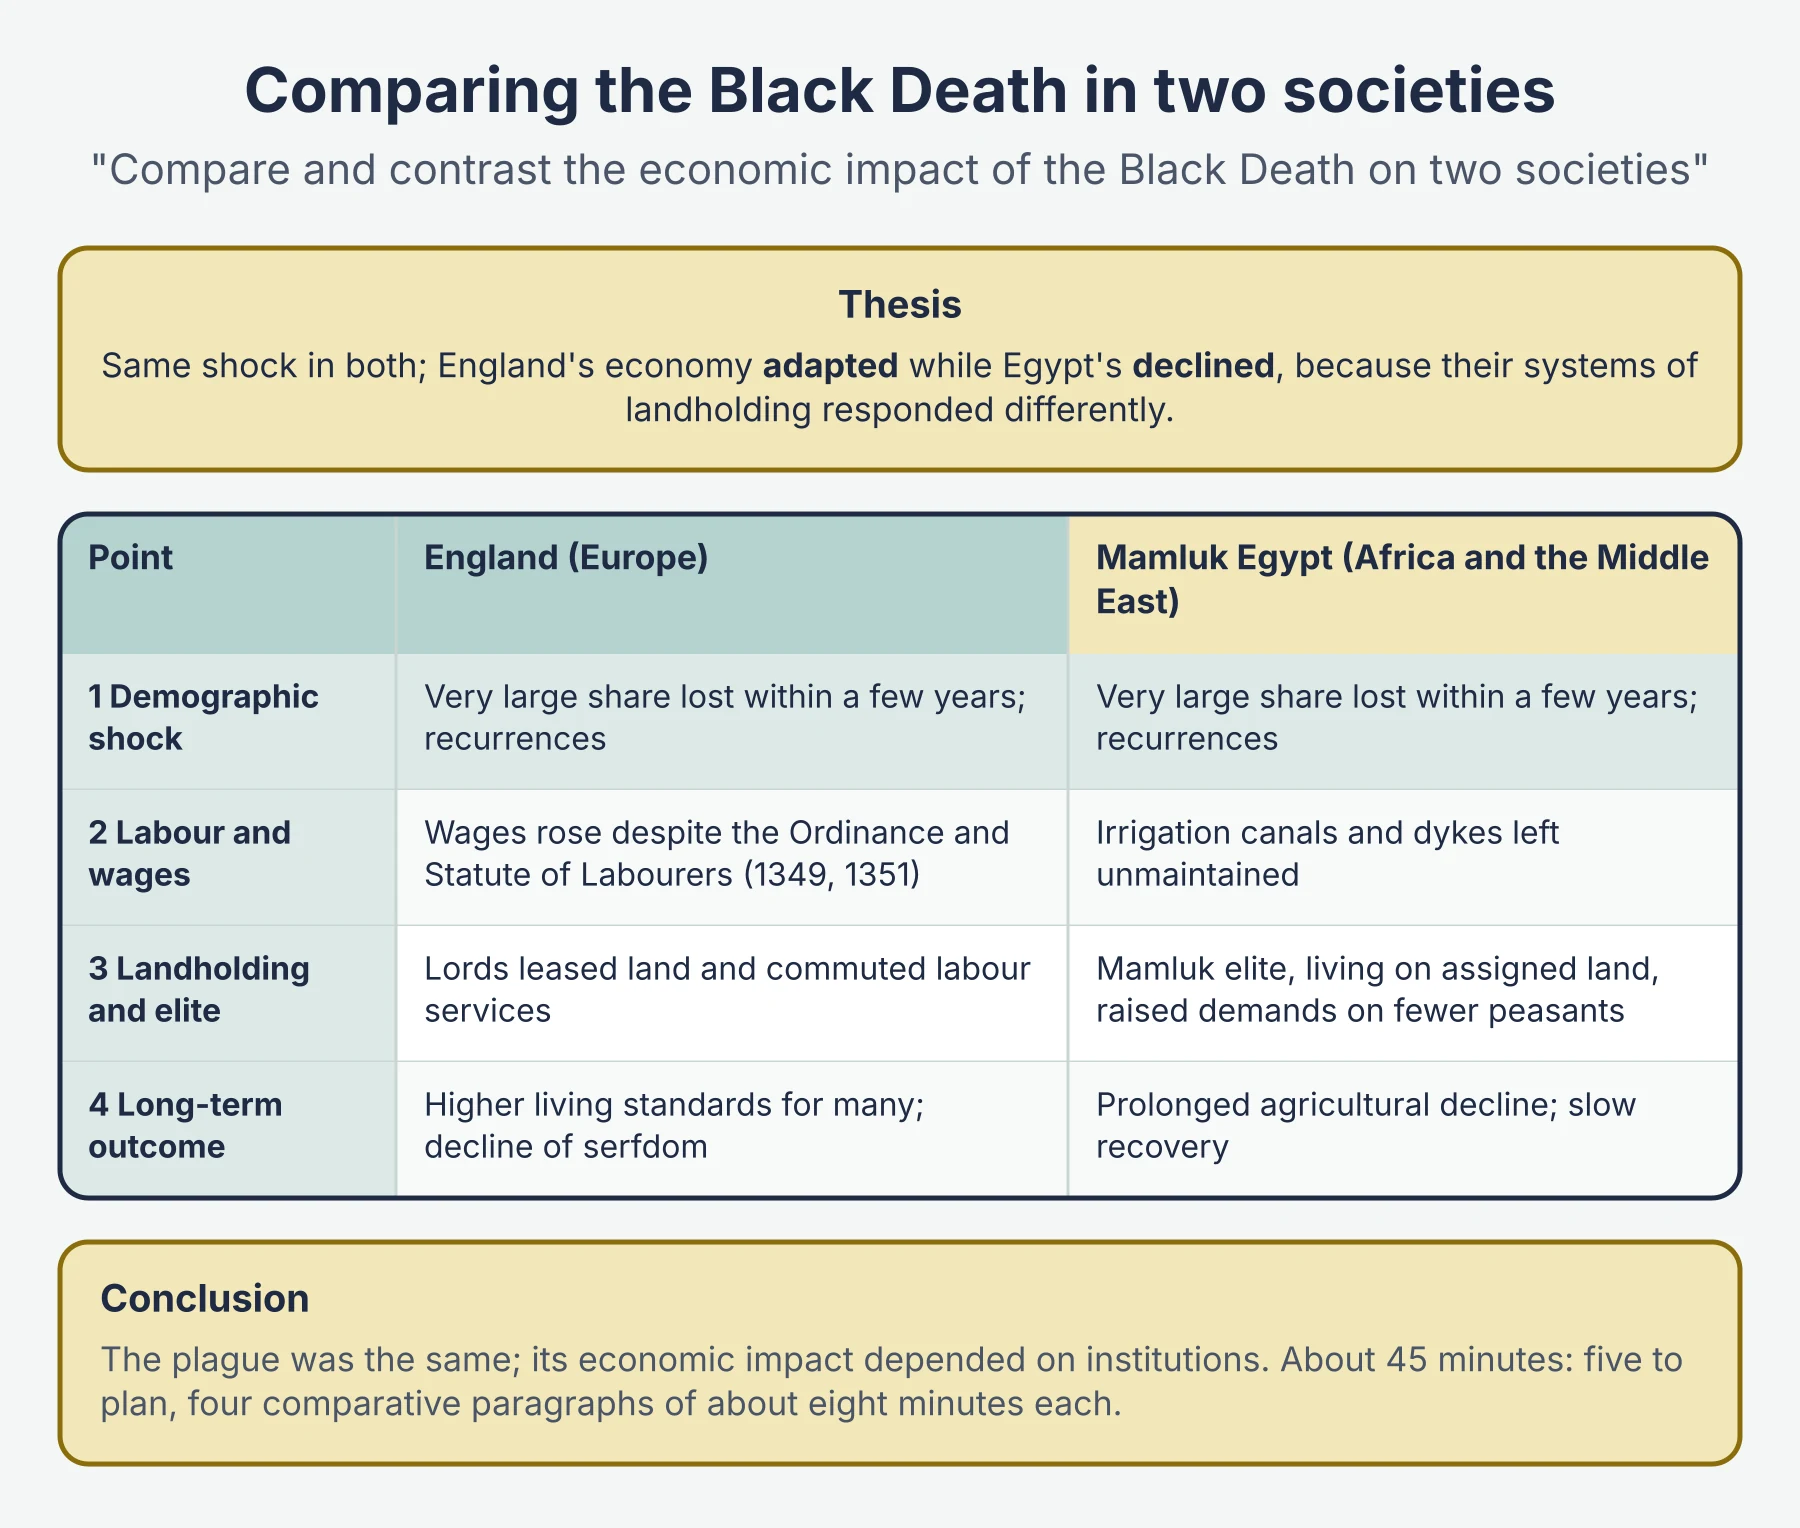 Comparing the Black Death in two societies
"Compare and contrast the economic impact of the Black Death on two societies"
Thesis
Same shock in both; England's economy adapted while Egypt's declined, because their systems of
landholding responded differently.
Point
England (Europe)
Mamluk Egypt (Africa and the Middle
East)
1 Demographic
shock
Very large share lost within a few years;
recurrences
Very large share lost within a few years;
recurrences
2 Labour and
wages
Wages rose despite the Ordinance and
Statute of Labourers (1349, 1351)
Irrigation canals and dykes left
unmaintained
3 Landholding
and elite
Lords leased land and commuted labour
services
Mamluk elite, living on assigned land,
raised demands on fewer peasants
4 Long-term
outcome
Higher living standards for many;
decline of serfdom
Prolonged agricultural decline; slow
recovery
Conclusion
The plague was the same; its economic impact depended on institutions. About 45 minutes: five to
plan, four comparative paragraphs of about eight minutes each.